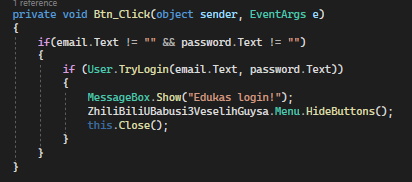 1 reference
private void Btn_Click(object sender, EventArgs e)
{
if(email.Text != "" && password.Text != "")
{
if (User.TryLogin(email.Text, password.Text))
{
MessageBox.Show("Edukas login!");
ZhiliBiliUBabusi3VeselihGuysa.Menu.HideButtons();
this.Close();
}
}
}